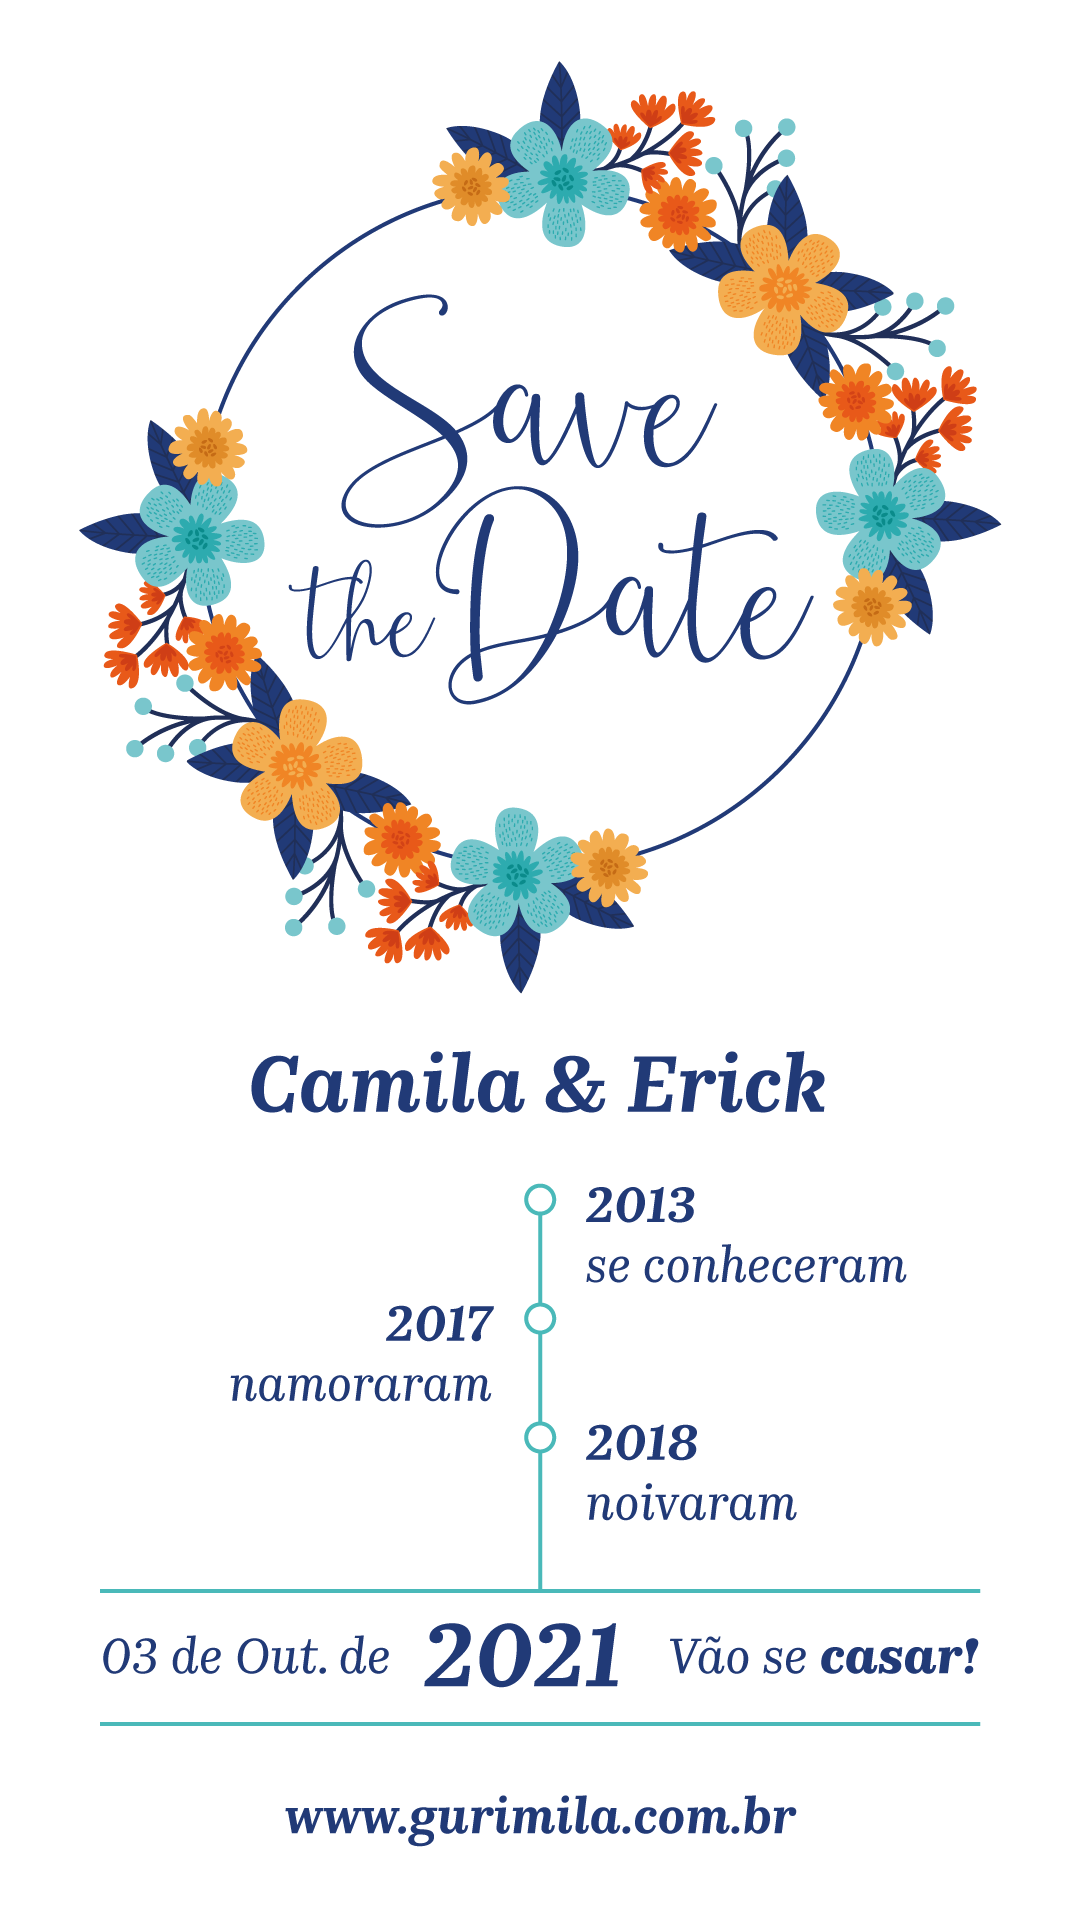 Save
the Date
Camila & Erick
2013
se conheceram
2017
namoraram
2018
noivaram
03 de Out. de 2021 Vão se casar!
www.gurimila.com.br